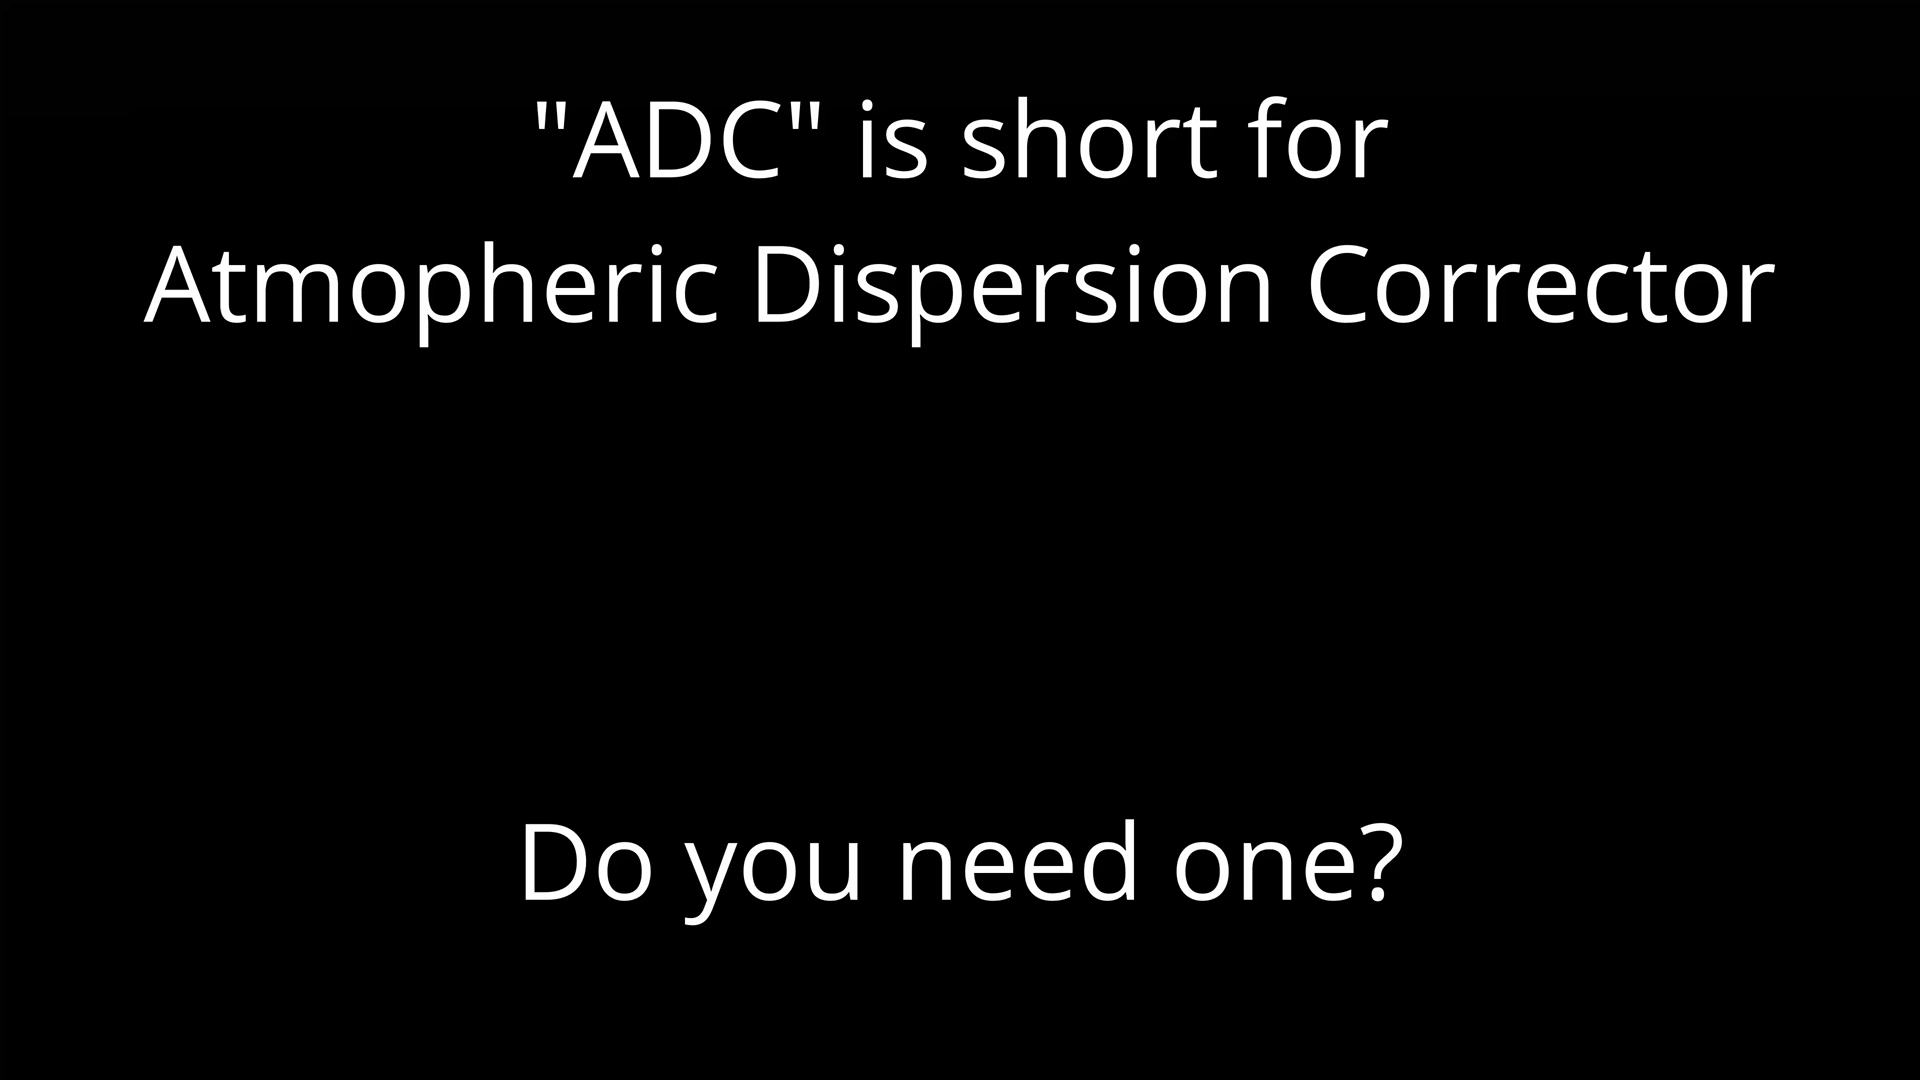 "ADC" is short for
Atmopheric Dispersion Corrector
Do you need one?